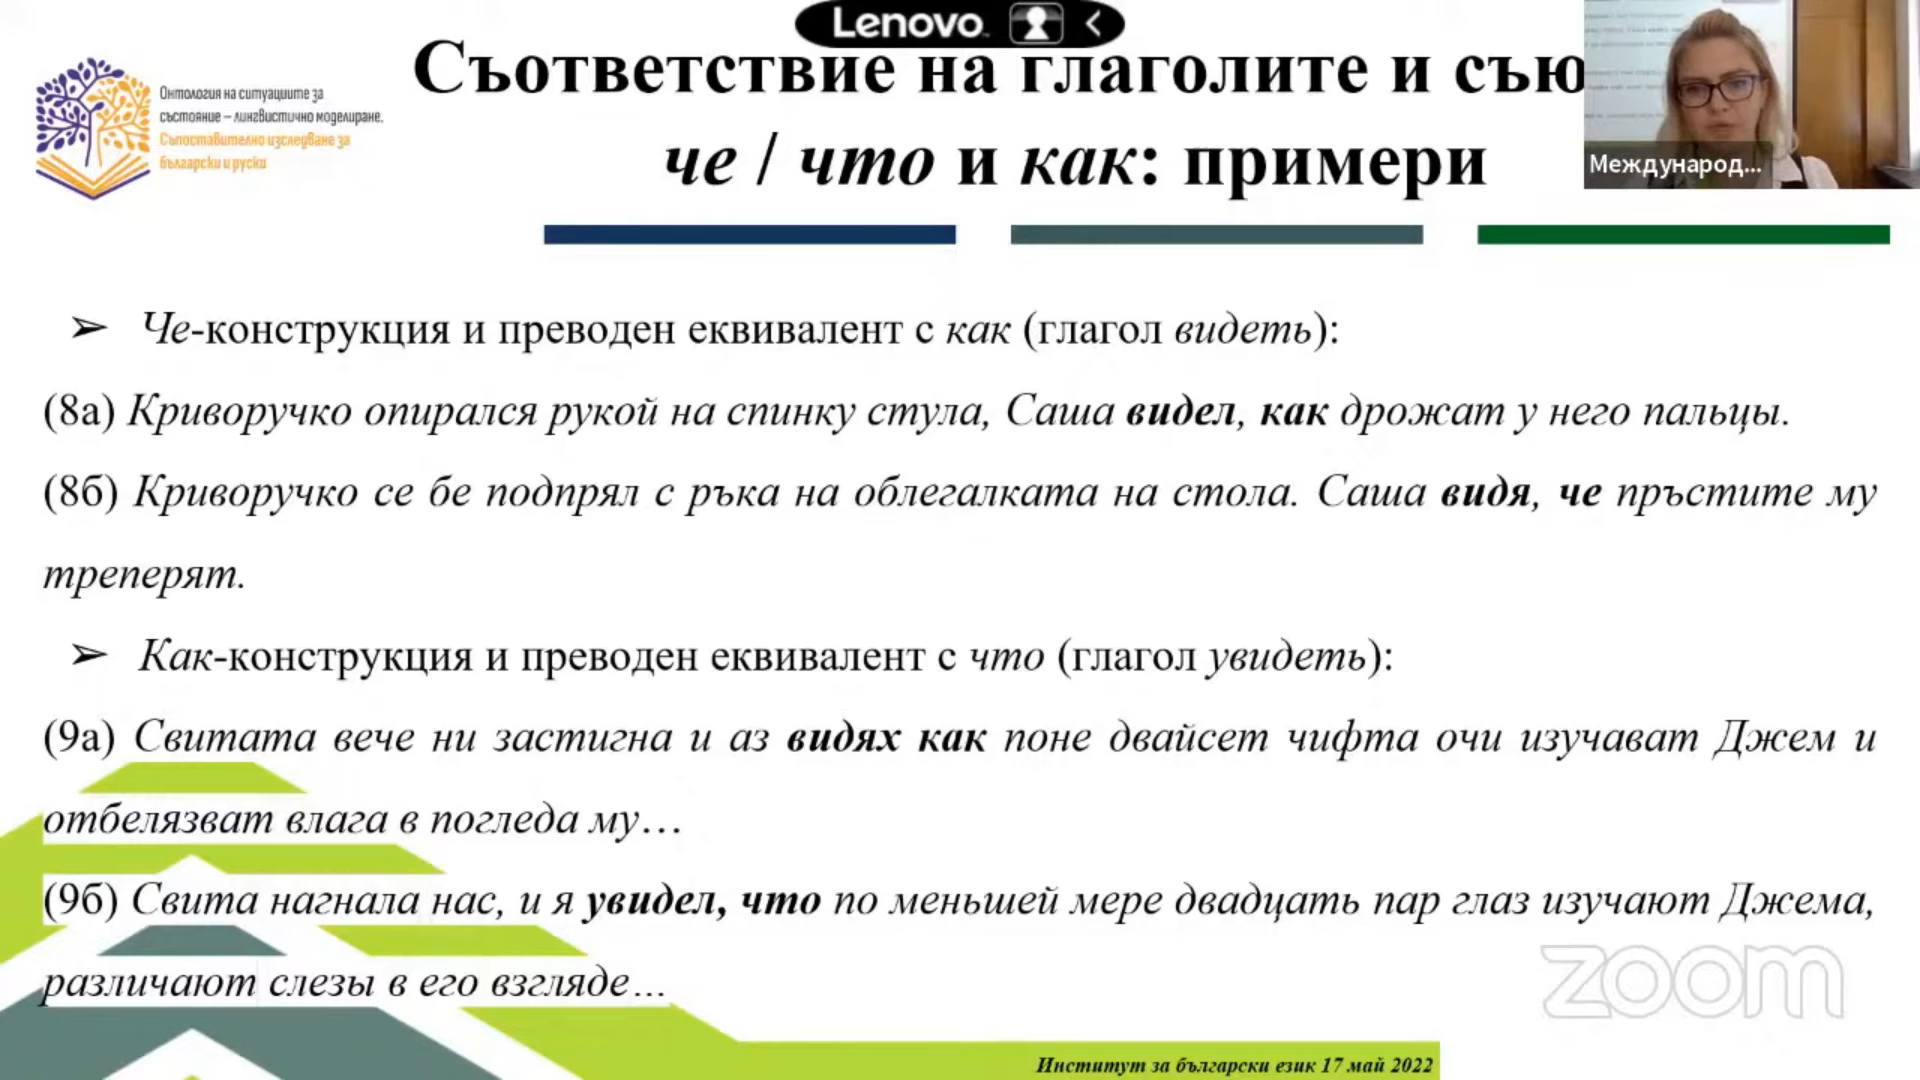 Lenovo
Съответствие на глаголите и съю
че / что и как: примери
Онтология на ситуациите за
състояние – лингвистично моделиране.
Съпоставително изследване за
български и руски
Международ...
➢ Че-конструкция и преводен еквивалент с как (глагол видеть):
(8а) Криворучко опирался рукой на спинку стула, Саша видел, как дрожат у него пальцы.
(8б) Криворучко се бе подпрял с ръка на облегалката на стола. Саша видя, че пръстите му
треперят.
➢ Как-конструкция и преводен еквивалент с что (глагол увидеть):
(9а) Свитата вече ни застигна и аз видях как поне двайсет чифта очи изучават Джем и
отбелязват влага в погледа му…
(9б) Свита нагнала нас, и я увидел, что по меньшей мере двадцать пар глаз изучают Джема,
различают слезы в его взгляде…
zoom
Институт за български език 17 май 2022